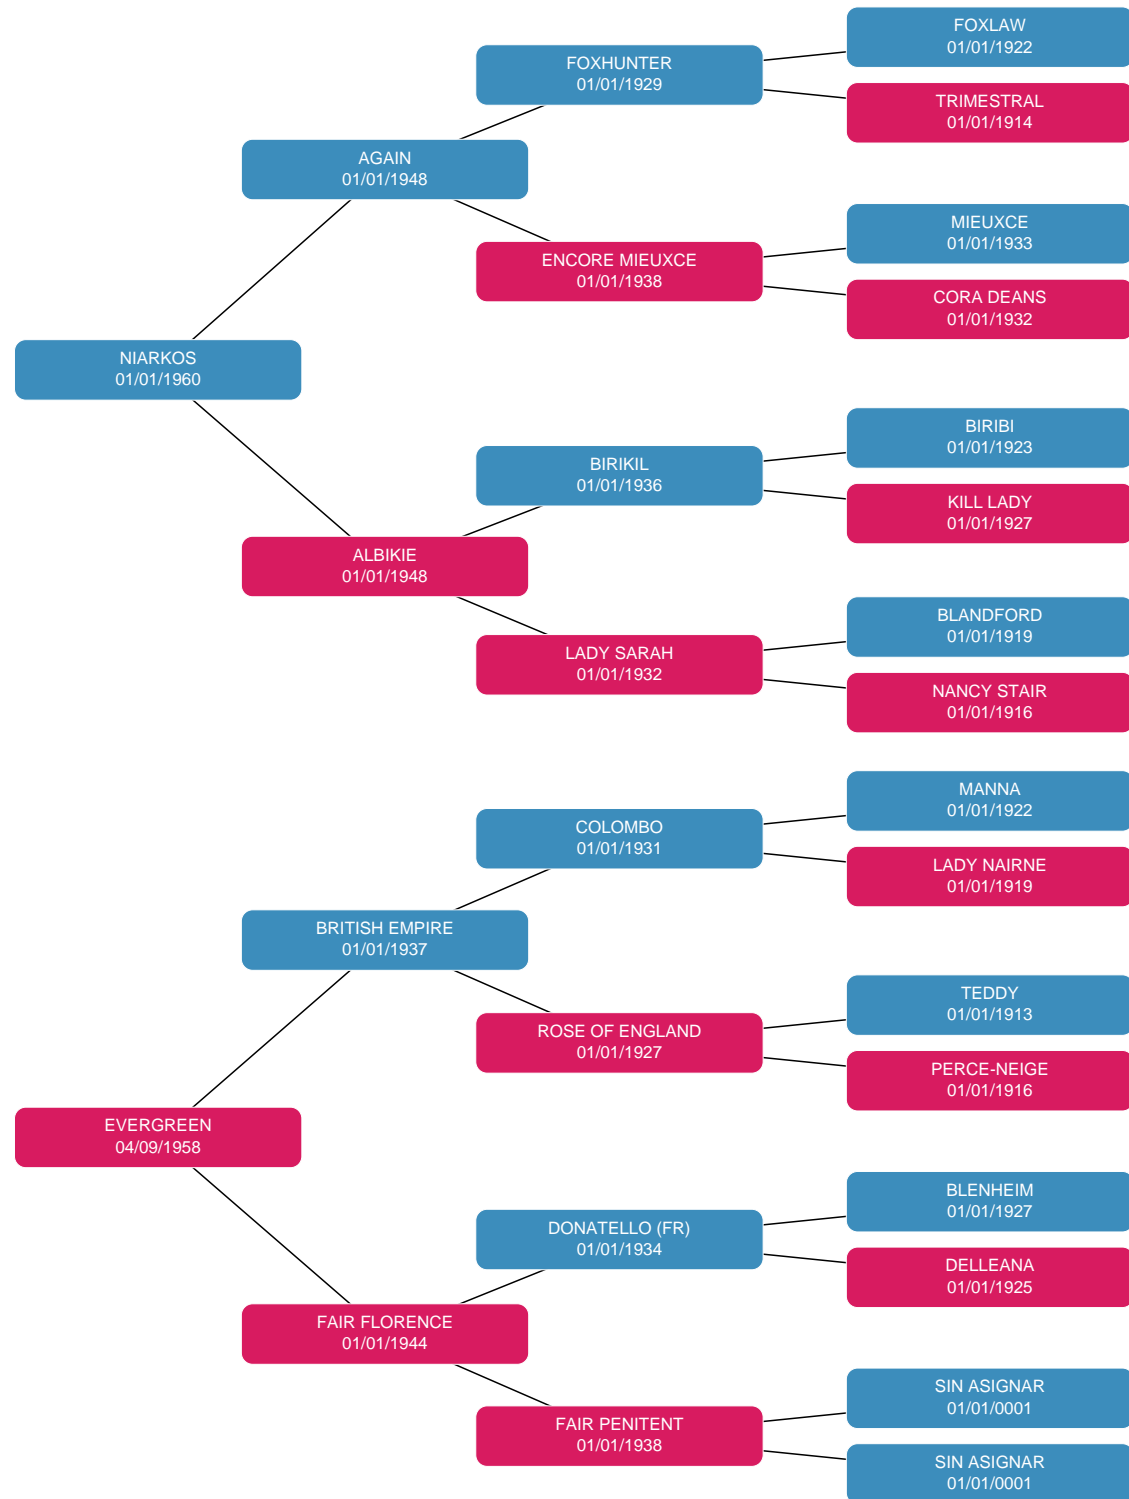 FOXLAW
01/01/1922
FOXHUNTER
01/01/1929
TRIMESTRAL
01/01/1914
AGAIN
01/01/1948
MIEUXCE
01/01/1933
ENCORE MIEUXCE
01/01/1938
CORA DEANS
01/01/1932
NIARKOS
01/01/1960
BIRIBI
01/01/1923
BIRIKIL
01/01/1936
KILL LADY
01/01/1927
ALBIKIE
01/01/1948
BLANDFORD
01/01/1919
LADY SARAH
01/01/1932
NANCY STAIR
01/01/1916
MANNA
01/01/1922
COLOMBO
01/01/1931
LADY NAIRNE
01/01/1919
BRITISH EMPIRE
01/01/1937
TEDDY
01/01/1913
ROSE OF ENGLAND
01/01/1927
PERCE-NEIGE
01/01/1916
EVERGREEN
04/09/1958
BLENHEIM
01/01/1927
DONATELLO (FR)
01/01/1934
DELLEANA
01/01/1925
FAIR FLORENCE
01/01/1944
SIN ASIGNAR
01/01/0001
FAIR PENITENT
01/01/1938
SIN ASIGNAR
01/01/0001